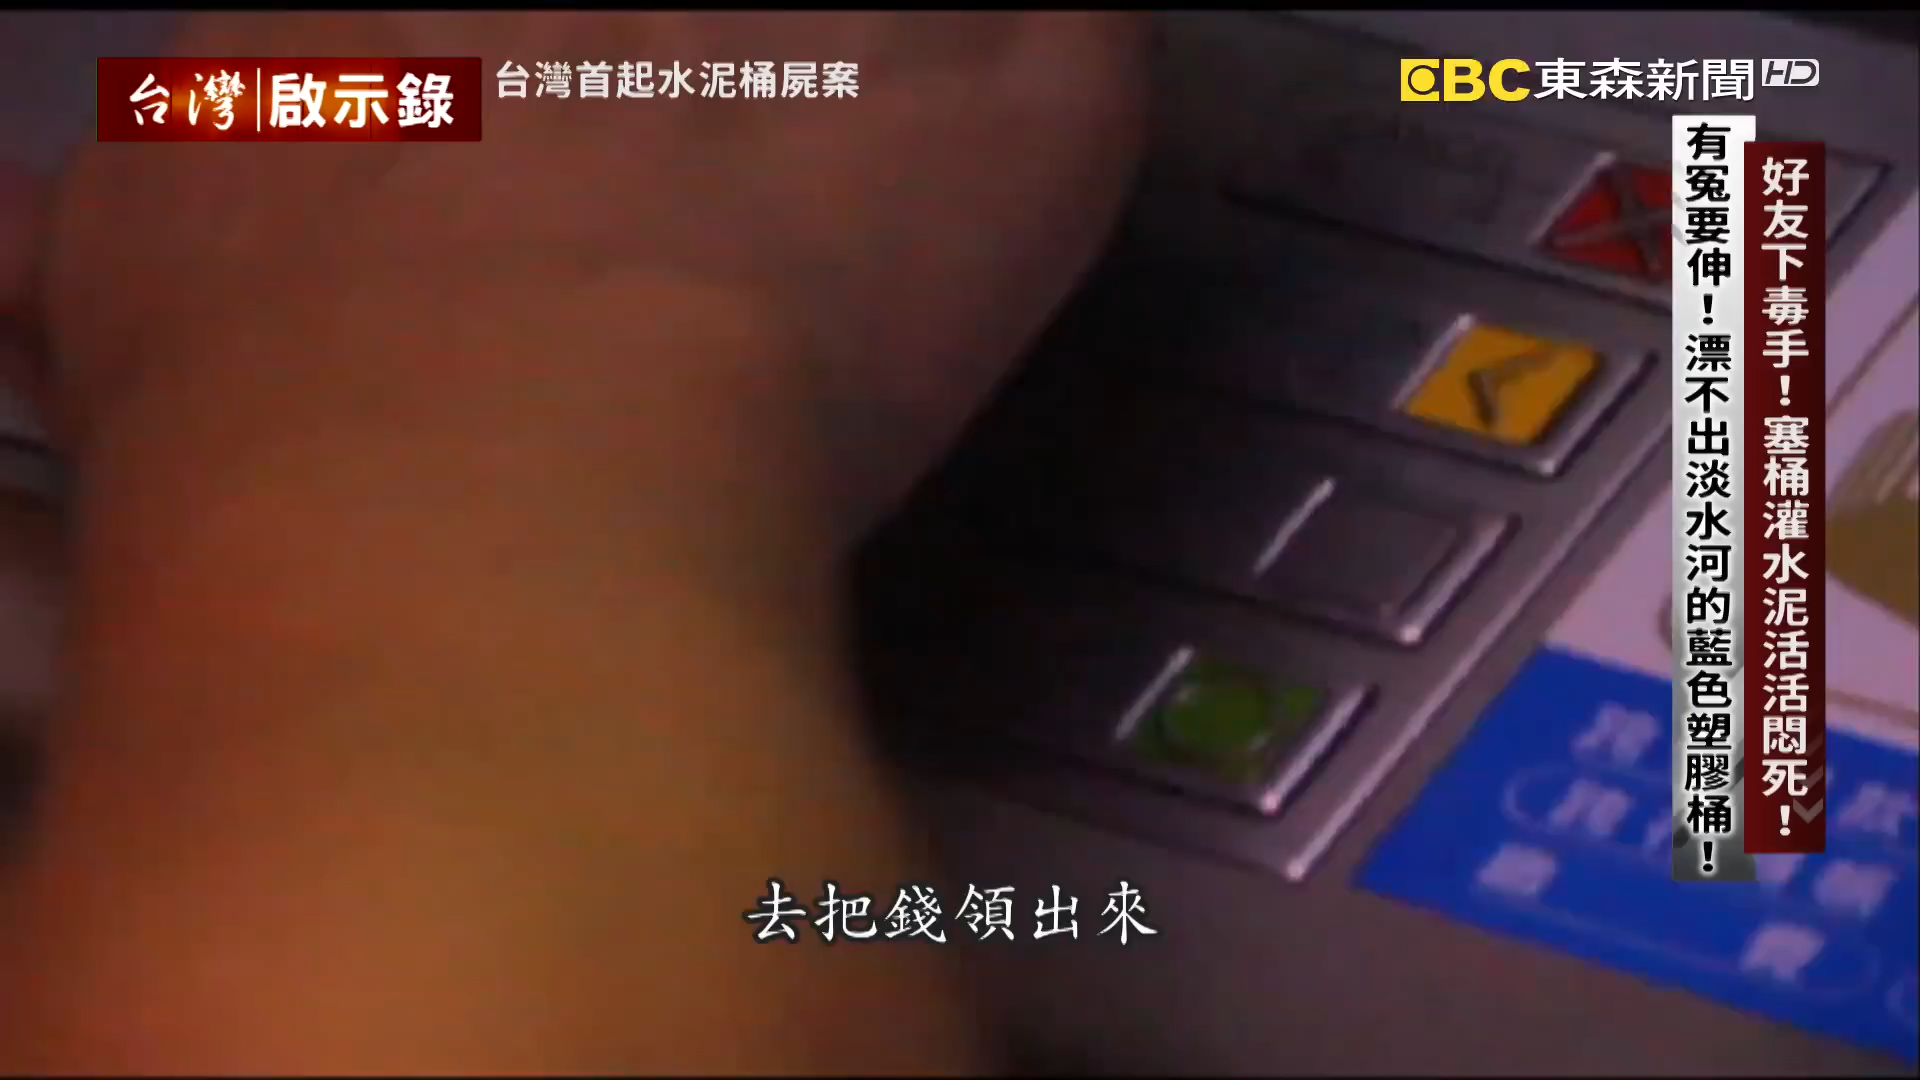 台灣啟示錄
台灣首起水泥桶屍案
EBC東森新聞HD
好友下毒手！塞桶灌水泥活活悶死！
有冤要伸！漂不出淡水河的藍色塑膠桶！
去把錢領出來